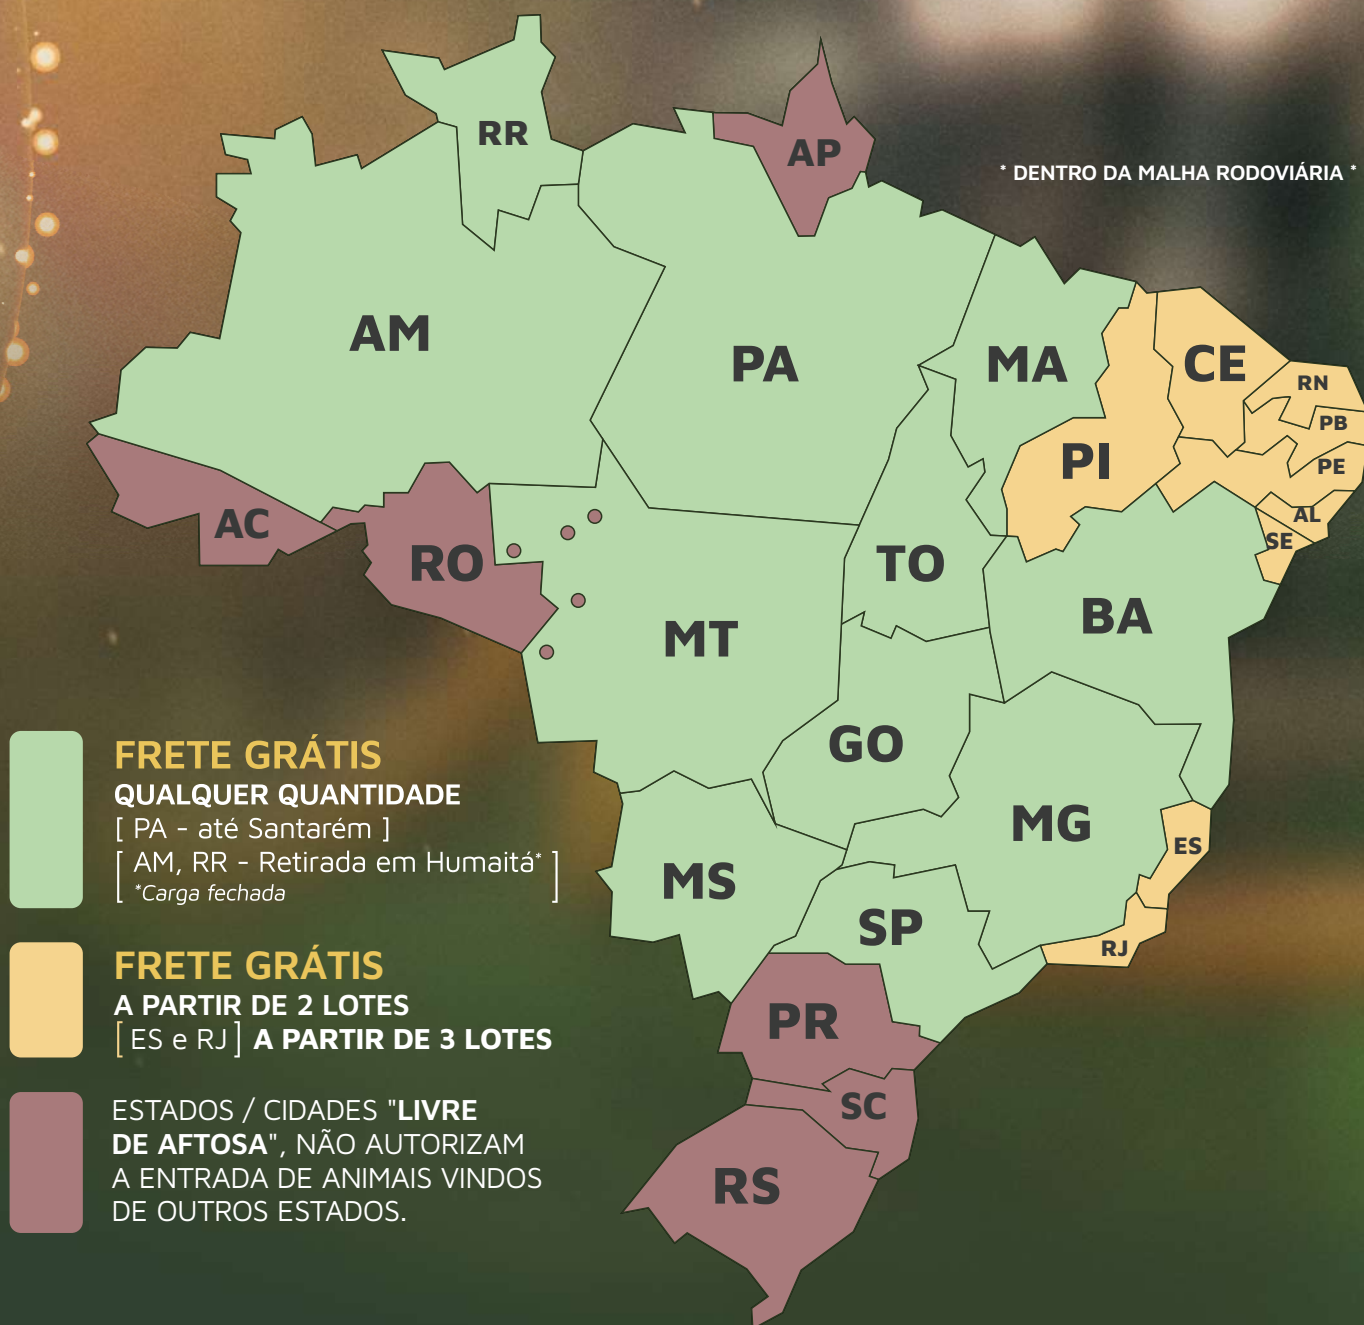 RR
AP
* DENTRO DA MALHA RODOVIÁRIA *
AM
PA
MA
CE
RN
PB
PI
PE
AL
SE
AC
RO
TO
BA
MT
GO
MG
ES
MS
SP
RJ
PR
SC
RS
FRETE GRÁTIS
QUALQUER QUANTIDADE
[ PA - até Santarém ]
[ AM, RR - Retirada em Humaitá* ]
*Carga fechada
FRETE GRÁTIS
A PARTIR DE 2 LOTES
[ ES e RJ ] A PARTIR DE 3 LOTES
ESTADOS / CIDADES "LIVRE
DE AFTOSA", NÃO AUTORIZAM
A ENTRADA DE ANIMAIS VINDOS
DE OUTROS ESTADOS.